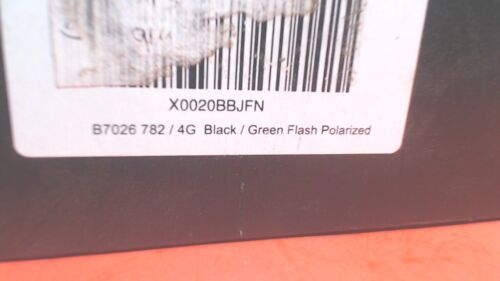 X0020BBJFN
B7026 782 / 4G Black / Green Flash Polarized